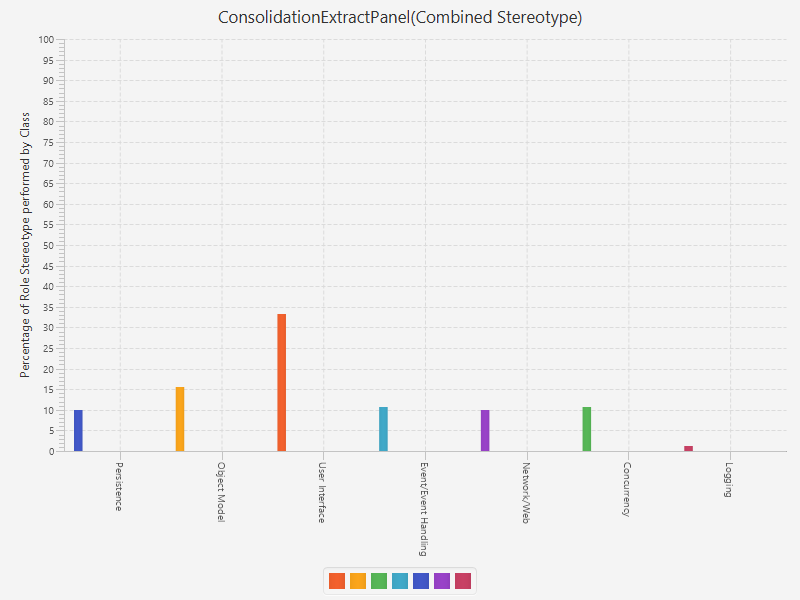 ConsolidationExtractPanel(Combined Stereotype)
Percentage of Role Stereotype performed by Class
100
95
90
85
80
75
70
65
60
55
50
45
40
35
30
25
20
15
10
5
0
Persistence
Object Model
User Interface
Event/Event Handling
Network/Web
Concurrency
Logging